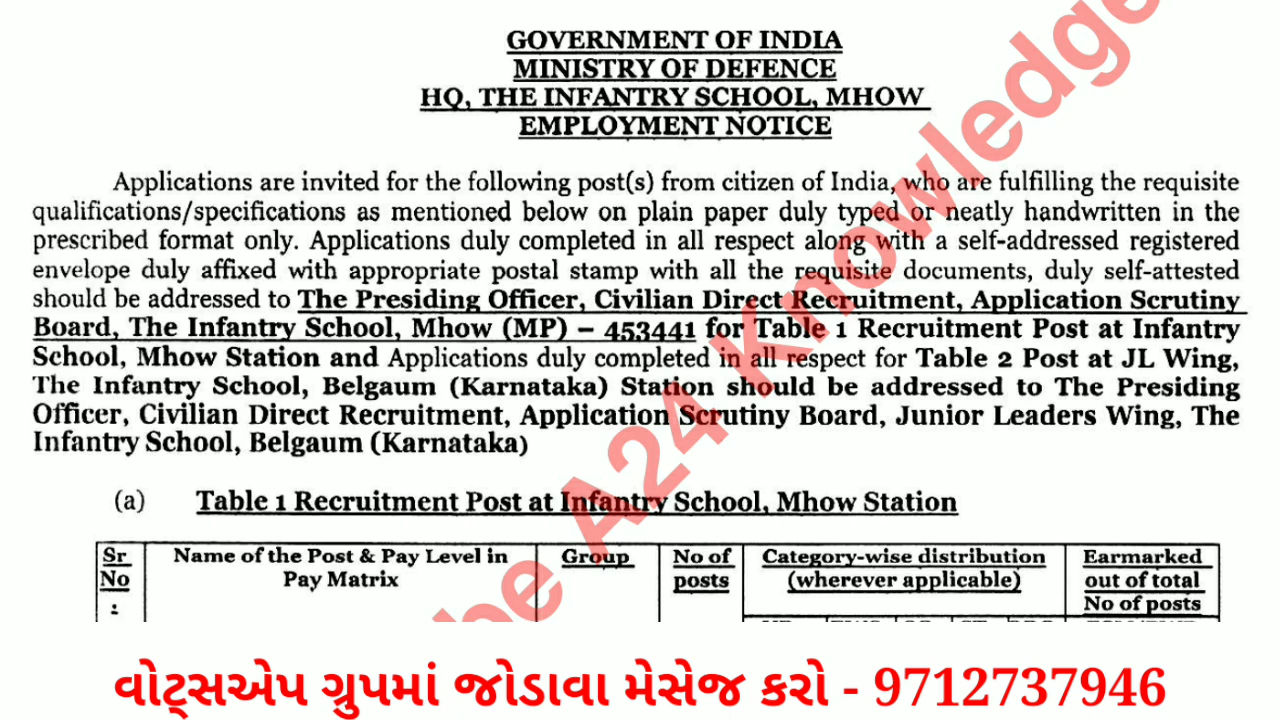 GOVERNMENT OF INDIA
MINISTRY OF DEFENCE
HQ, THE INFANTRY SCHOOL, MHOW
EMPLOYMENT NOTICE
Applications are invited for the following post(s) from citizen of India, who are fulfilling the requisite
qualifications/specifications as mentioned below on plain paper duly typed or neatly handwritten in the
prescribed format only. Applications duly completed in all respect along with a self-addressed registered
envelope duly affixed with appropriate postal stamp with all the requisite documents, duly self-attested
should be addressed to The Presiding Officer, Civilian Direct Recruitment, Application Scrutiny
Board, The Infantry School, Mhow (MP) – 453441 for Table 1 Recruitment Post at Infantry
School, Mhow Station and Applications duly completed in all respect for Table 2 Post at JL Wing,
The Infantry School, Belgaum (Karnataka) Station should be addressed to The Presiding
Officer, Civilian Direct Recruitment, Application Scrutiny Board, Junior Leaders Wing, The
Infantry School, Belgaum (Karnataka)
(a) Table 1 Recruitment Post at Infantry School, Mhow Station
Sr No : Name of the Post & Pay Level in Pay Matrix Group No of posts Category-wise distribution (wherever applicable) Earmarked out of total No of posts
be A24 Knowledge
વોટ્સએપ ગ્રુપમાં જોડાવા મેસેજ કરો - 9712737946